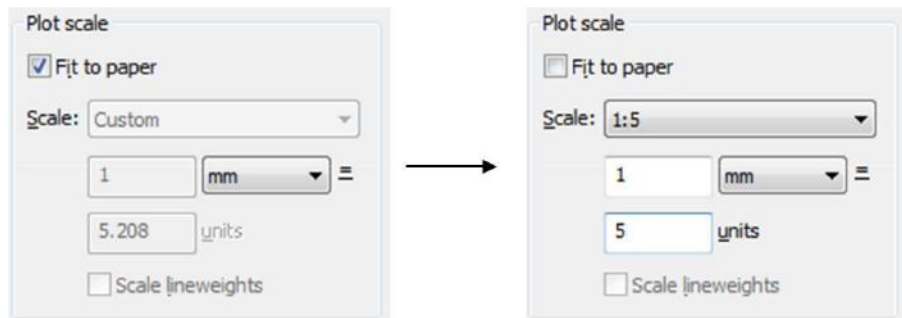 Plot scale
Fit to paper
Scale: Custom
1 mm =
5.208 units
Scale lineweights
Plot scale
Fit to paper
Scale: 1:5
1 mm =
5 units
Scale lineweights